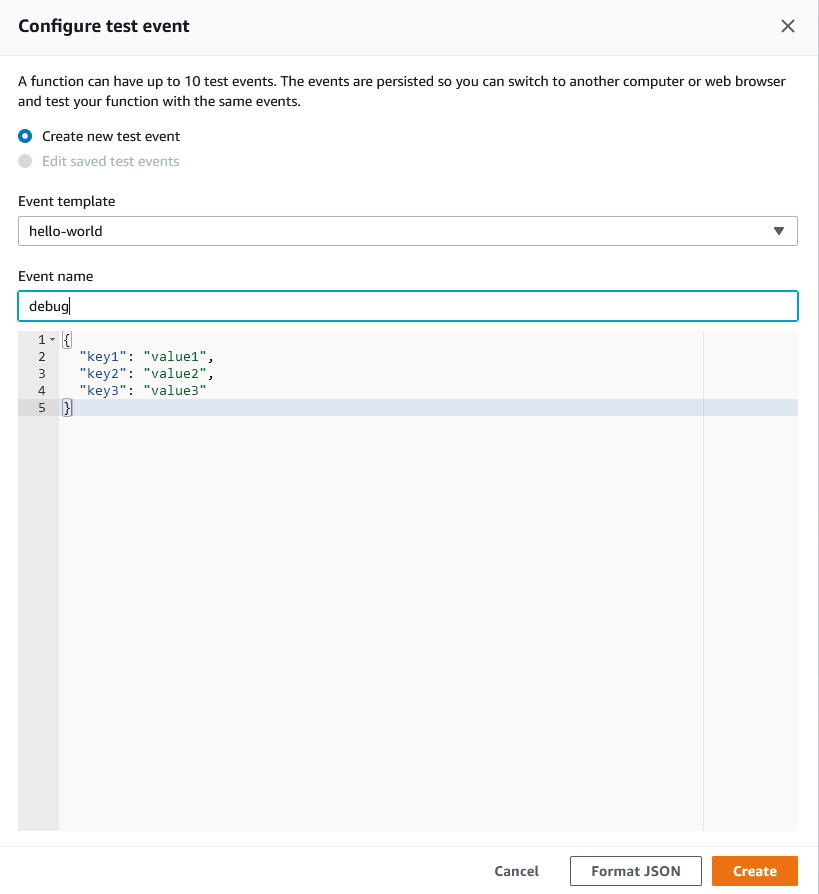 Configure test event
A function can have up to 10 test events. The events are persisted so you can switch to another computer or web browser
and test your function with the same events.
Create new test event
Edit saved test events
Event template
hello-world
Event name
debug
1 {
2 "key1": "value1",
3 "key2": "value2",
4 "key3": "value3"
5 }
Cancel Format JSON Create